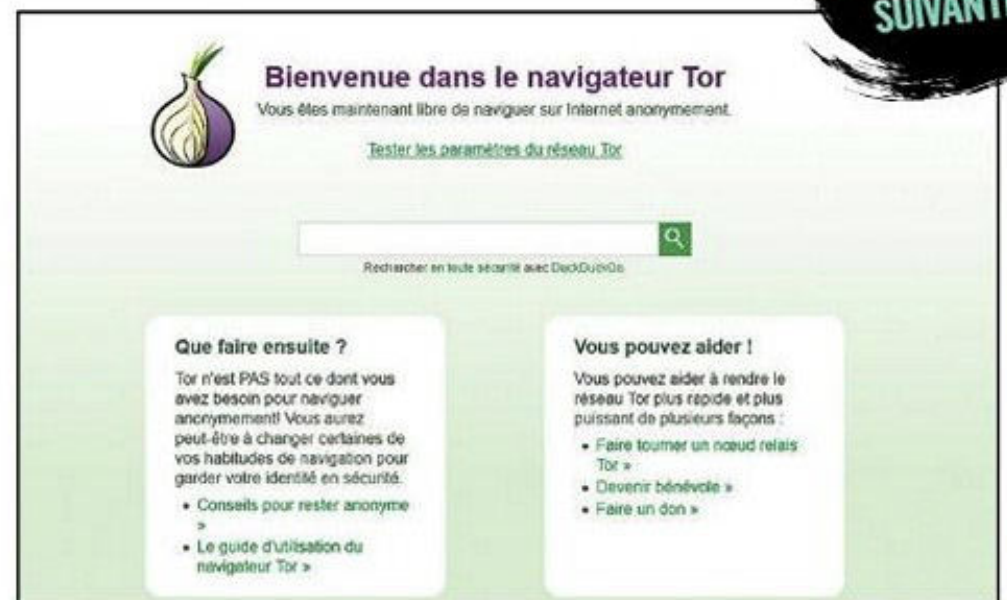 SUIVANT
Bienvenue dans le navigateur Tor
Vous êtes maintenant libre de naviguer sur Internet anonymement.
Tester les paramètres du réseau Tor
Rechercher en toute sécurité avec DuckDuckGo
Que faire ensuite ?
Tor n'est PAS tout ce dont vous
avez besoin pour naviguer
anonymement! Vous aurez
peut-être à changer certaines de
vos habitudes de navigation pour
garder votre identité en sécurité.
• Conseils pour rester anonyme
»
• Le guide d'utilisation du
navigateur Tor »
Vous pouvez aider !
Vous pouvez aider à rendre le
réseau Tor plus rapide et plus
puissant de plusieurs façons :
• Faire tourner un nœud relais
Tor »
• Devenir bénévole »
• Faire un don »